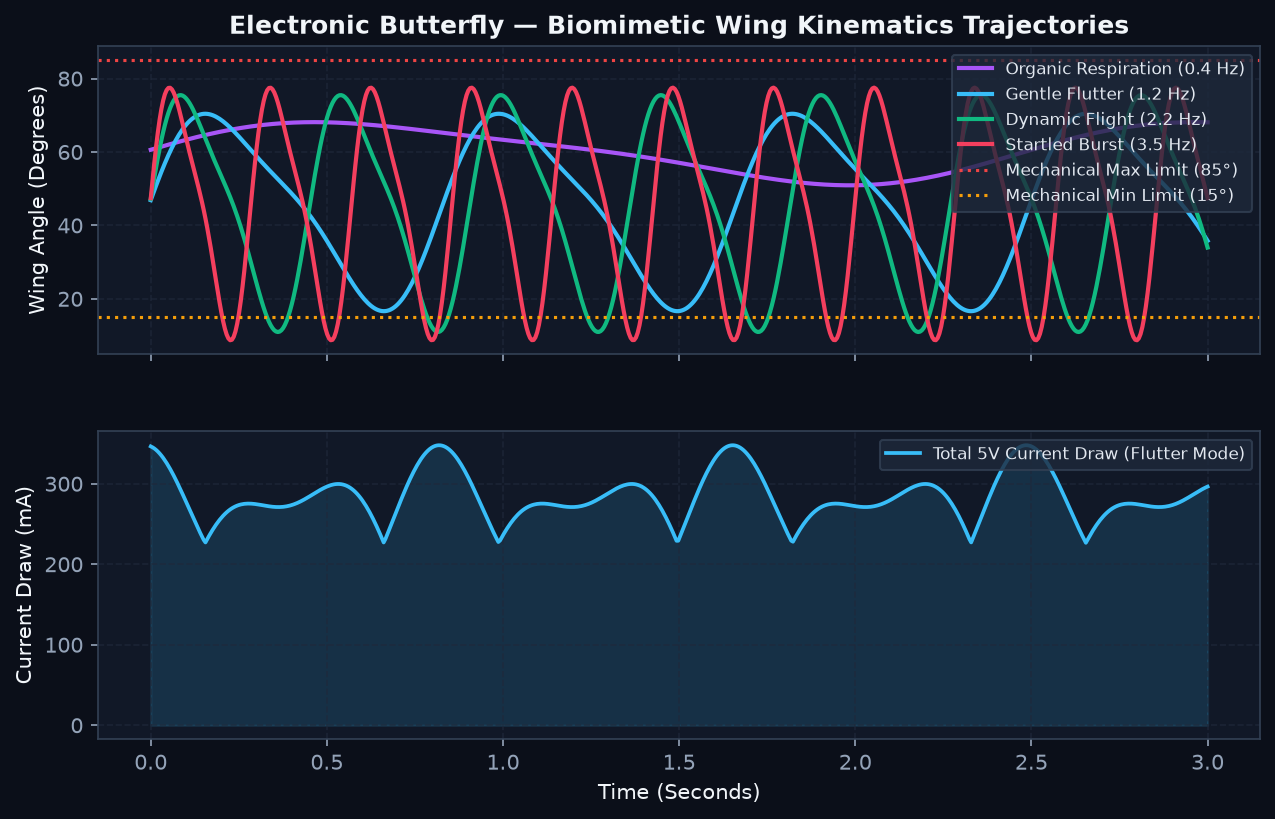 Electronic Butterfly — Biomimetic Wing Kinematics Trajectories
Wing Angle (Degrees)
80
60
40
20
Organic Respiration (0.4 Hz)
Gentle Flutter (1.2 Hz)
Dynamic Flight (2.2 Hz)
Startled Burst (3.5 Hz)
Mechanical Max Limit (85°)
Mechanical Min Limit (15°)
Current Draw (mA)
300
200
100
0
Total 5V Current Draw (Flutter Mode)
0.0 0.5 1.0 1.5 2.0 2.5 3.0
Time (Seconds)